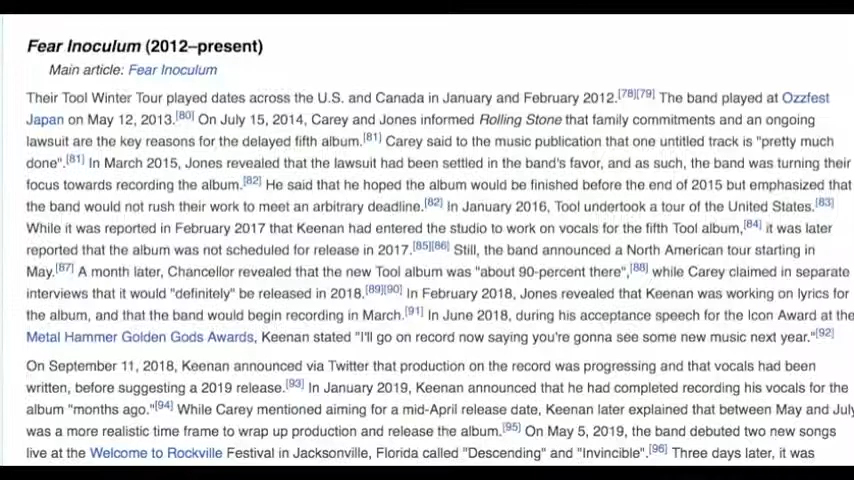 Fear Inoculum (2012–present)
Main article: Fear Inoculum
Their Tool Winter Tour played dates across the U.S. and Canada in January and February 2012.[78][79] The band played at Ozzfest
Japan on May 12, 2013.[80] On July 15, 2014, Carey and Jones informed Rolling Stone that family commitments and an ongoing
lawsuit are the key reasons for the delayed fifth album.[81] Carey said to the music publication that one untitled track is "pretty much
done".[81] In March 2015, Jones revealed that the lawsuit had been settled in the band's favor, and as such, the band was turning their
focus towards recording the album.[82] He said that he hoped the album would be finished before the end of 2015 but emphasized that
the band would not rush their work to meet an arbitrary deadline.[82] In January 2016, Tool undertook a tour of the United States.[83]
While it was reported in February 2017 that Keenan had entered the studio to work on vocals for the fifth Tool album,[84] it was later
reported that the album was not scheduled for release in 2017.[85][86] Still, the band announced a North American tour starting in
May.[87] A month later, Chancellor revealed that the new Tool album was "about 90-percent there",[88] while Carey claimed in separate
interviews that it would "definitely" be released in 2018.[89][90] In February 2018, Jones revealed that Keenan was working on lyrics for
the album, and that the band would begin recording in March.[91] In June 2018, during his acceptance speech for the Icon Award at the
Metal Hammer Golden Gods Awards, Keenan stated "I'll go on record now saying you're gonna see some new music next year."[92]
On September 11, 2018, Keenan announced via Twitter that production on the record was progressing and that vocals had been
written, before suggesting a 2019 release.[93] In January 2019, Keenan announced that he had completed recording his vocals for the
album "months ago."[94] While Carey mentioned aiming for a mid-April release date, Keenan later explained that between May and July
was a more realistic time frame to wrap up production and release the album.[95] On May 5, 2019, the band debuted two new songs
live at the Welcome to Rockville Festival in Jacksonville, Florida called "Descending" and "Invincible".[96] Three days later, it was